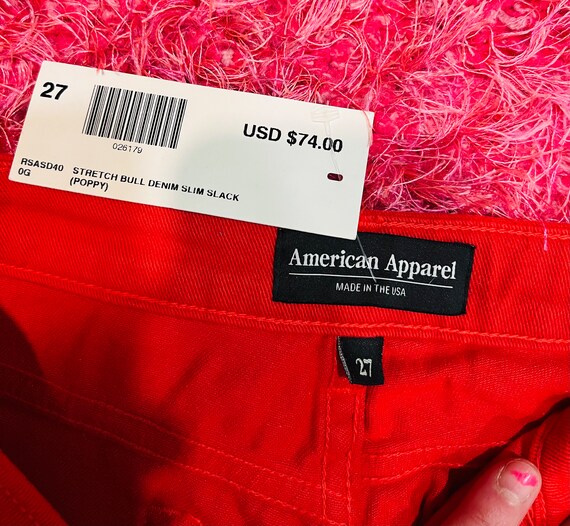 27
USD $74.00
026179
RSASD40 STRETCH BULL DENIM SLIM SLACK
0G (POPPY)
American Apparel
MADE IN THE USA
27